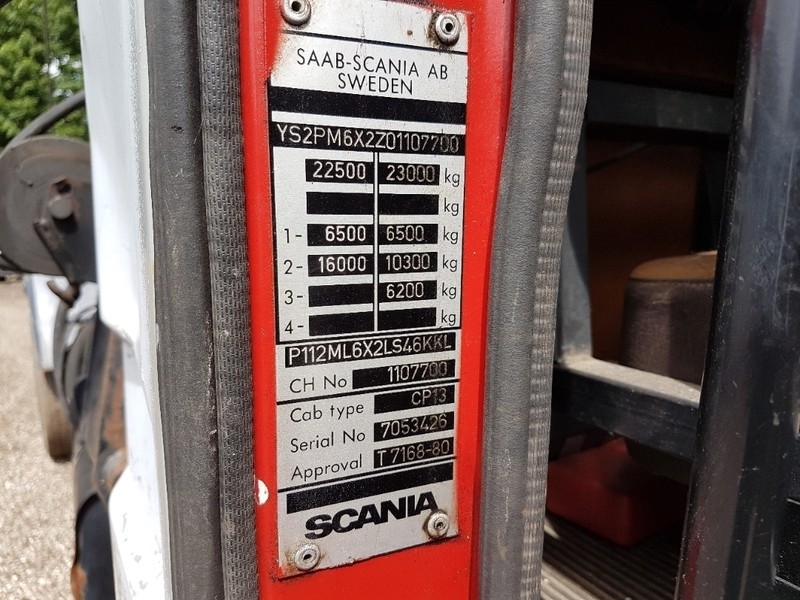 SAAB-SCANIA AB
SWEDEN
YS2PM6X2Z01107700
22500 23000 kg
kg
1- 6500 6500 kg
2- 16000 10300 kg
3- 6200 kg
4- kg
P112ML6X2LS46KKL
CH No 1107700
Cab type CP13
Serial No 7053426
Approval T 7168-80
SCANIA